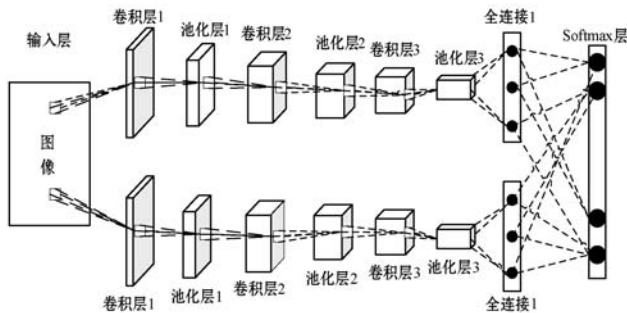 输入层
卷积层1
池化层1
卷积层2
池化层2
卷积层3
池化层3
全连接1
Softmax层
图
像
卷积层1
池化层1
卷积层2
池化层2
卷积层3
池化层3
全连接1